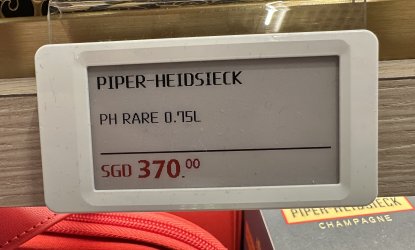 PIPER-HEIDSIECK
PH RARE 0.75L
SGD 370.00
PIPER-HEIDSIECK
CHAMPAGNE